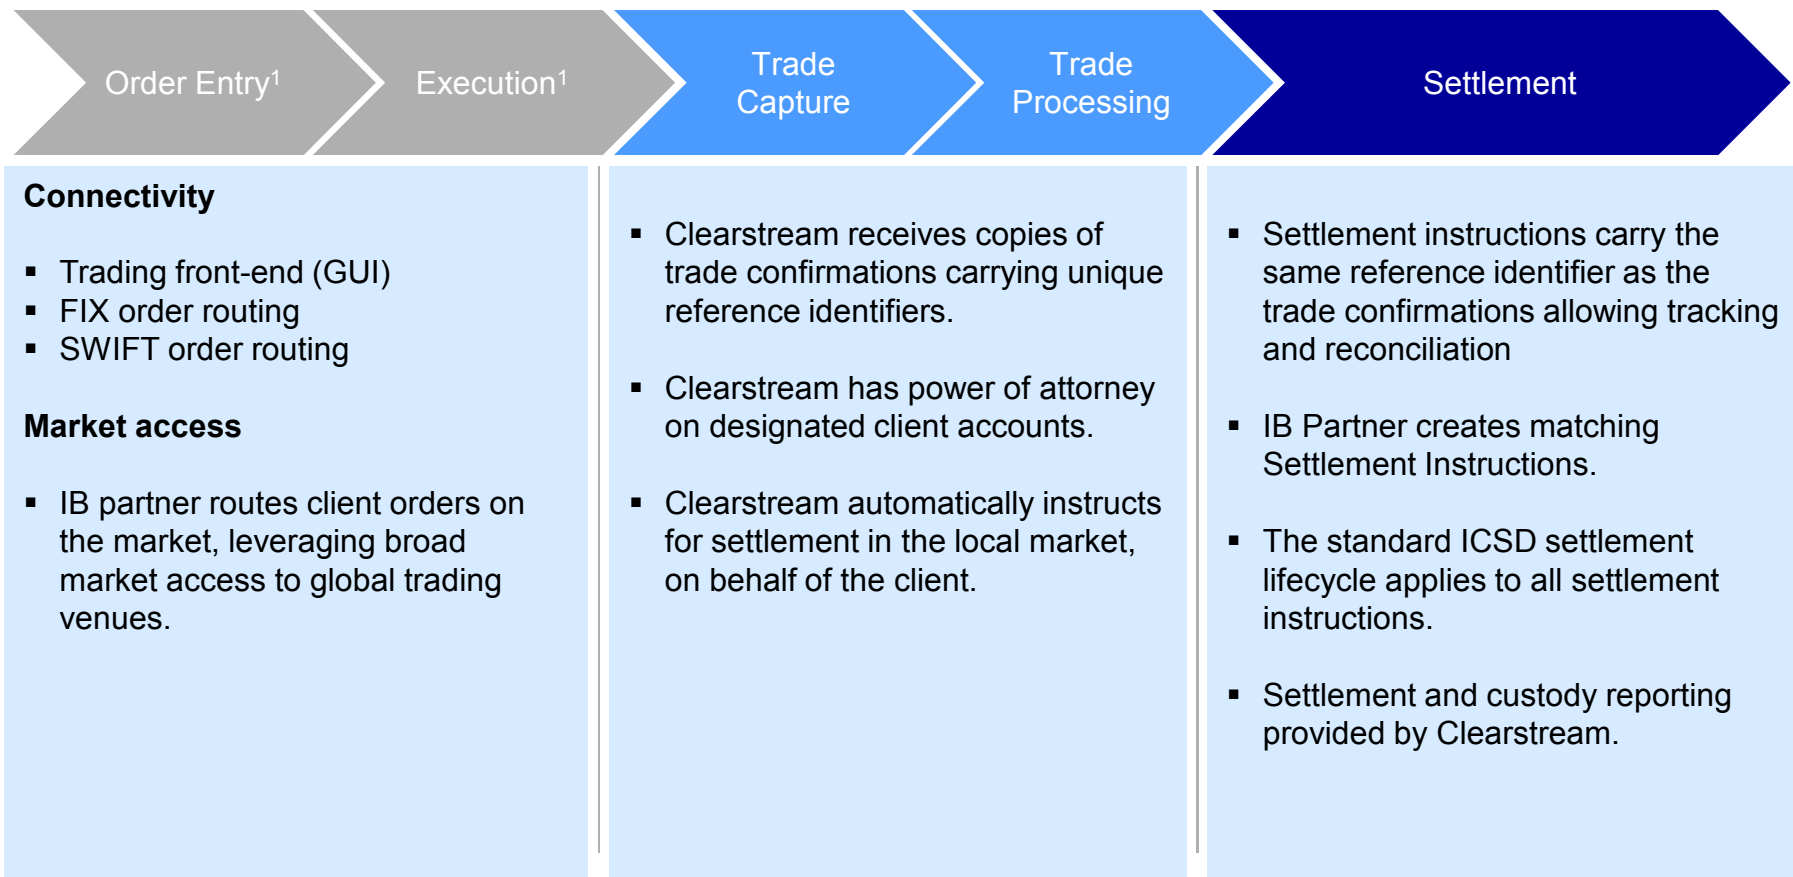 Order Entry¹
Execution¹
Trade
Capture
Trade
Processing
Settlement
Connectivity
▪ Trading front-end (GUI)
▪ FIX order routing
▪ SWIFT order routing
Market access
▪ IB partner routes client orders on
the market, leveraging broad
market access to global trading
venues.
▪ Clearstream receives copies of
trade confirmations carrying unique
reference identifiers.
▪ Clearstream has power of attorney
on designated client accounts.
▪ Clearstream automatically instructs
for settlement in the local market,
on behalf of the client.
▪ Settlement instructions carry the
same reference identifier as the
trade confirmations allowing tracking
and reconciliation
▪ IB Partner creates matching
Settlement Instructions.
▪ The standard ICSD settlement
lifecycle applies to all settlement
instructions.
▪ Settlement and custody reporting
provided by Clearstream.